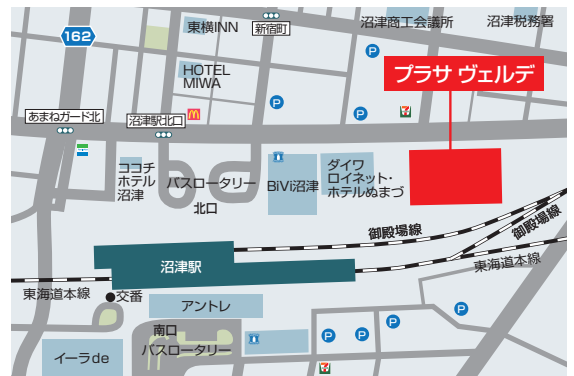 162
東横INN
新宿町
沼津商工会議所
沼津税務署
P
HOTEL
MIWA
プラサ ヴェルデ
P
P
7
あまねガード北
沼津駅北口
M
ココチ
ホテル
沼津
バスロータリー
北口
BiVi沼津
ダイワ
ロイネット・
ホテルぬまづ
御殿場線
御殿場線
沼津駅
東海道本線
東海道本線
交番
アントレ
南口
バスロータリー
イーラde
P
P
P
P
P
7